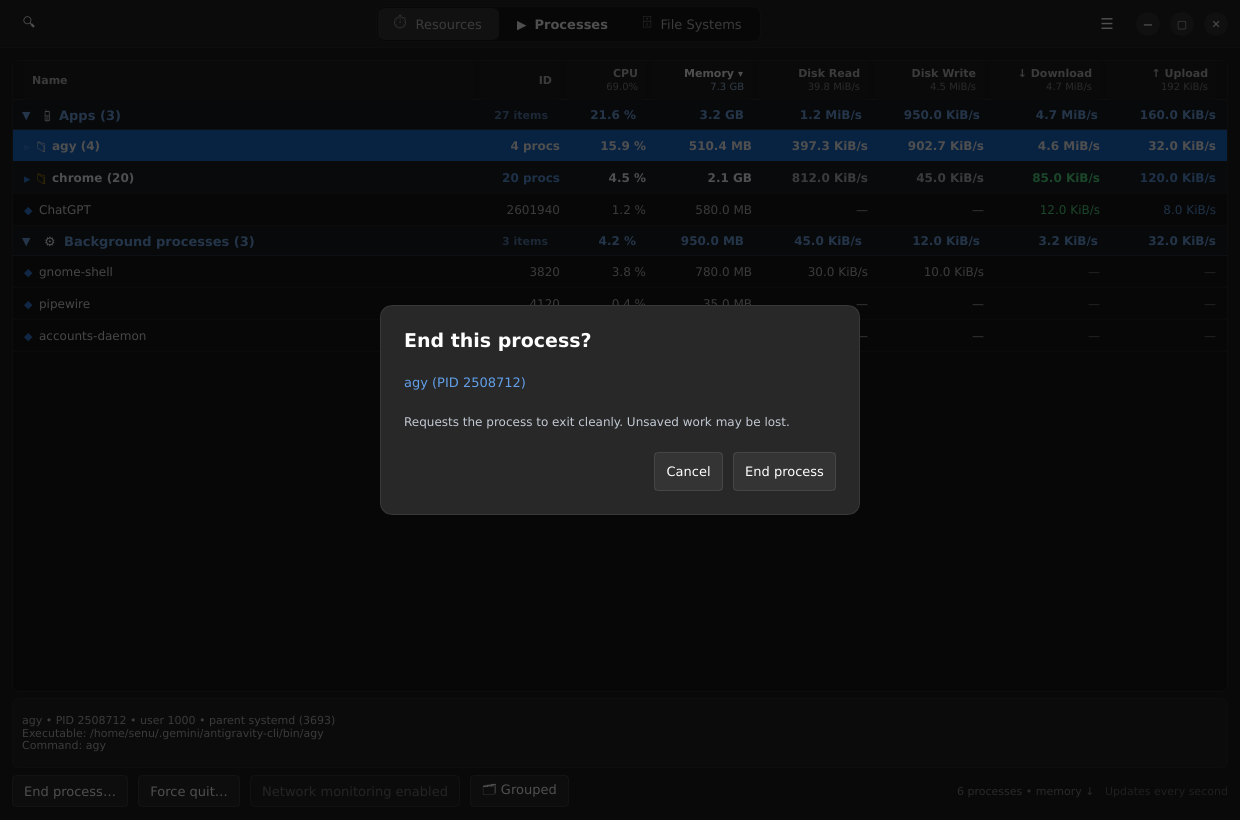 Resources Processes File Systems
Name ID CPU Memory ▾ Disk Read Disk Write ↓ Download ↑ Upload
69.0% 7.3 GB 39.8 MiB/s 4.5 MiB/s 4.7 MiB/s 192 KiB/s
Apps (3) 27 items 21.6 % 3.2 GB 1.2 MiB/s 950.0 KiB/s 4.7 MiB/s 160.0 KiB/s
agy (4) 4 procs 15.9 % 510.4 MB 397.3 KiB/s 902.7 KiB/s 4.6 MiB/s 32.0 KiB/s
chrome (20) 20 procs 4.5 % 2.1 GB 812.0 KiB/s 45.0 KiB/s 85.0 KiB/s 120.0 KiB/s
ChatGPT 2601940 1.2 % 580.0 MB — — 12.0 KiB/s 8.0 KiB/s
Background processes (3) 3 items 4.2 % 950.0 MB 45.0 KiB/s 12.0 KiB/s 3.2 KiB/s 32.0 KiB/s
gnome-shell 3820 3.8 % 780.0 MB 30.0 KiB/s 10.0 KiB/s — —
pipewire 4120 0.4 % 35.0 MB — — — —
accounts-daemon — — — —
End this process?
agy (PID 2508712)
Requests the process to exit cleanly. Unsaved work may be lost.
Cancel End process
agy • PID 2508712 • user 1000 • parent systemd (3693)
Executable: /home/senu/.gemini/antigravity-cli/bin/agy
Command: agy
End process... Force quit... Network monitoring enabled Grouped 6 processes • memory ↓ Updates every second